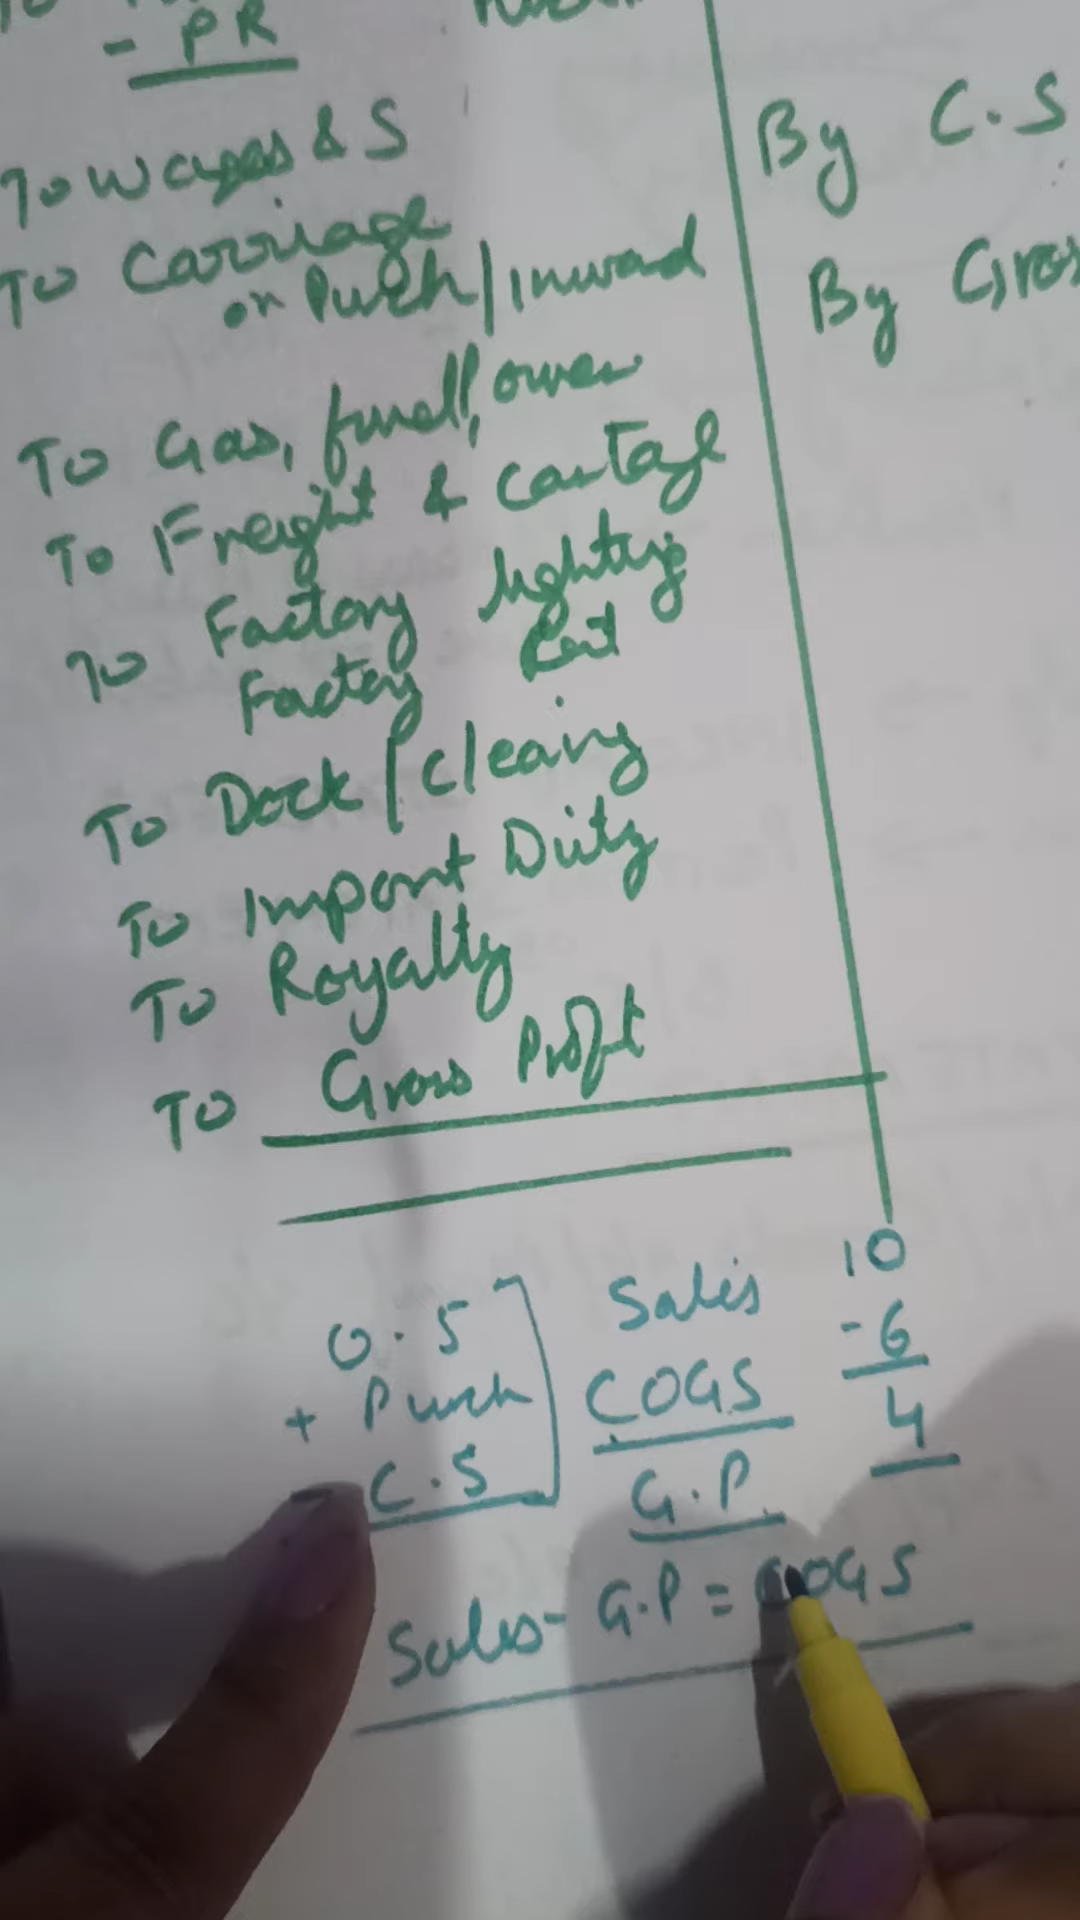 - PR
To Wages & S
To Carriage
on Purch/Inward
To Gas, fuell, ower
To Freight & Cartage
To Factory lighting
Factory Rent
To Dock/Clearing
To Import Duty
To Royalty
To Gross Profit
By C.S
By Gros
O.S
+ Purch
- C.S
Sales
COGS
G.P
10
-6
4
Sales - G.P = COGS